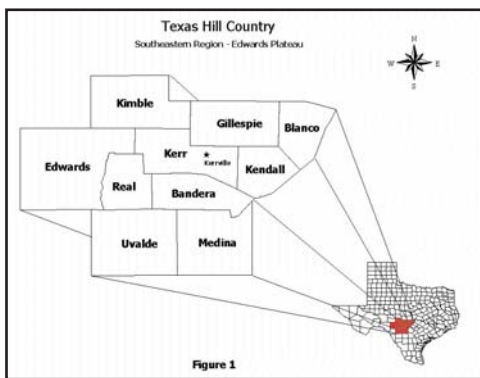 Texas Hill Country
Southeastern Region - Edwards Plateau
N
W
E
S
Kimble
Gillespie
Blanco
Kerr
Kerrville
Edwards
Real
Kendall
Bandera
Uvalde
Medina
Figure 1